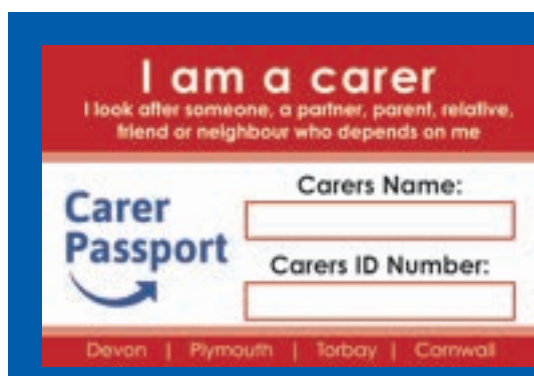 I am a carer
I look after someone, a partner, parent, relative,
friend or neighbour who depends on me
Carer
Passport
Carers Name:
Carers ID Number:
Devon | Plymouth | Torbay | Cornwall